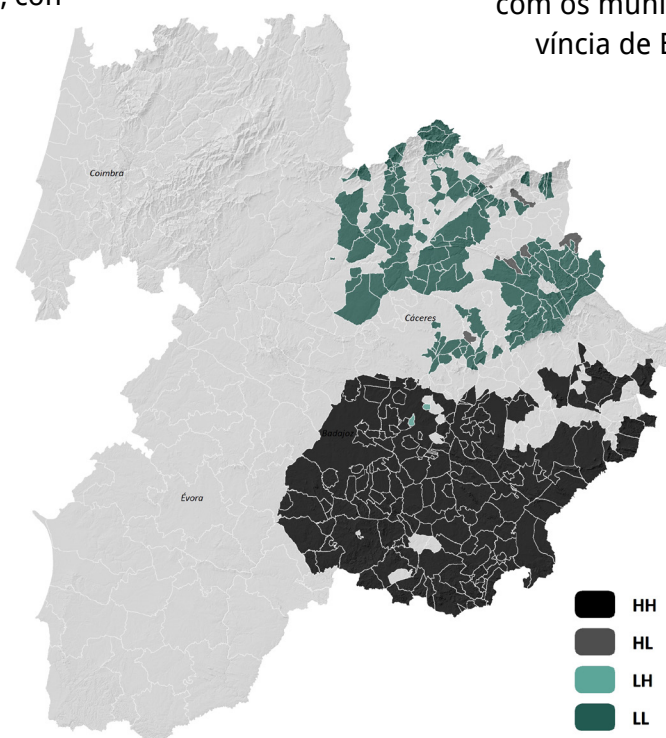 , con
com os muni
víncia de E
Coimbra
Cáceres
Badajoz
Évora
HH
HL
LH
LL